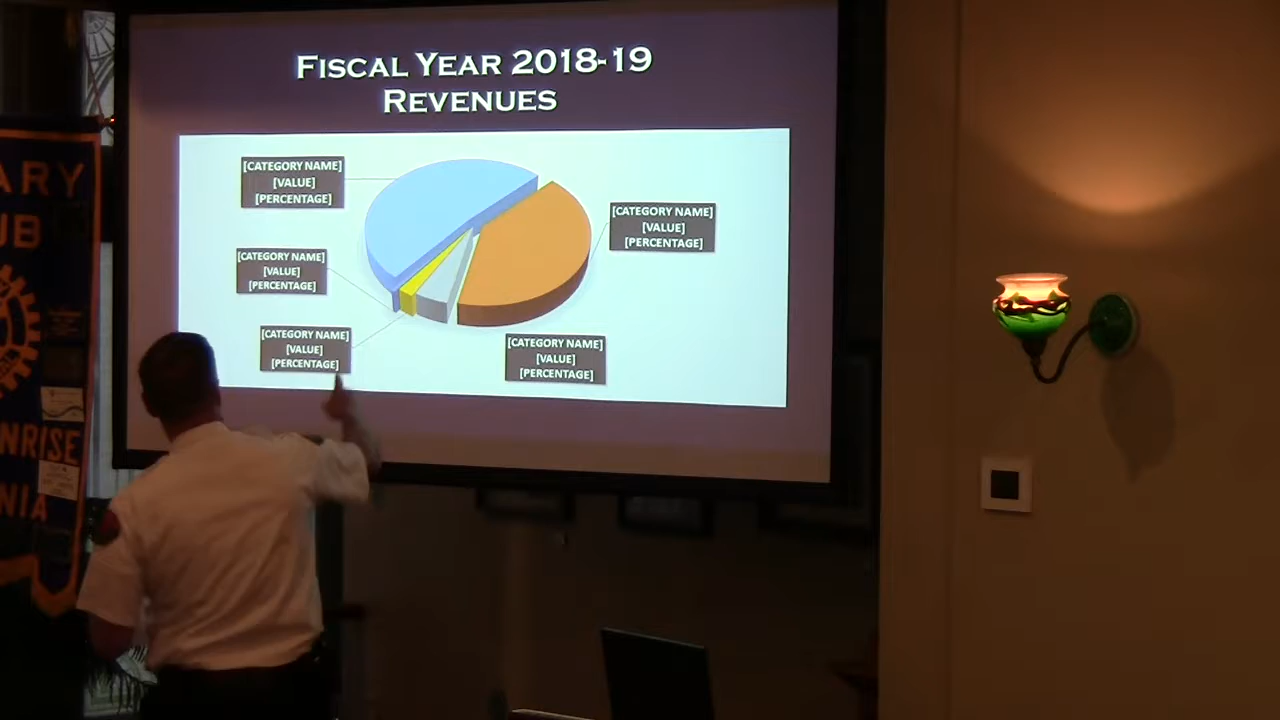 FISCAL YEAR 2018-19
REVENUES
[CATEGORY NAME]
[VALUE]
[PERCENTAGE]
[CATEGORY NAME]
[VALUE]
[PERCENTAGE]
[CATEGORY NAME]
[VALUE]
[PERCENTAGE]
[CATEGORY NAME]
[VALUE]
[PERCENTAGE]
[CATEGORY NAME]
[VALUE]
[PERCENTAGE]
ARY
UB
NRISE
NIA